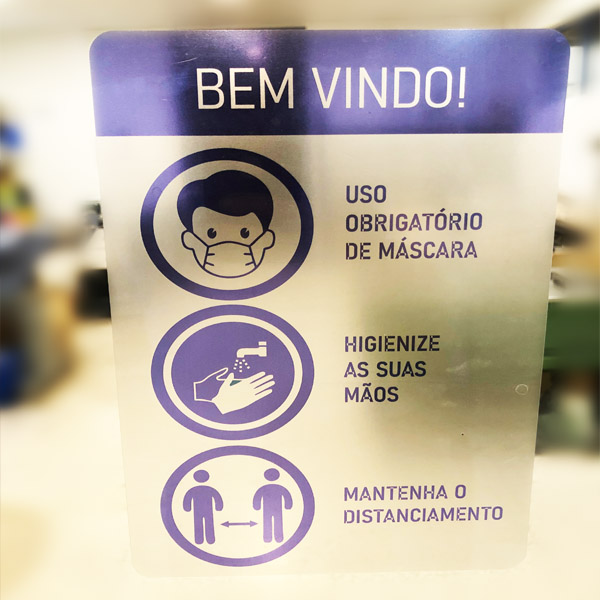 BEM VINDO!
USO
OBRIGATÓRIO
DE MÁSCARA
HIGIENIZE
AS SUAS
MÃOS
MANTENHA O
DISTANCIAMENTO